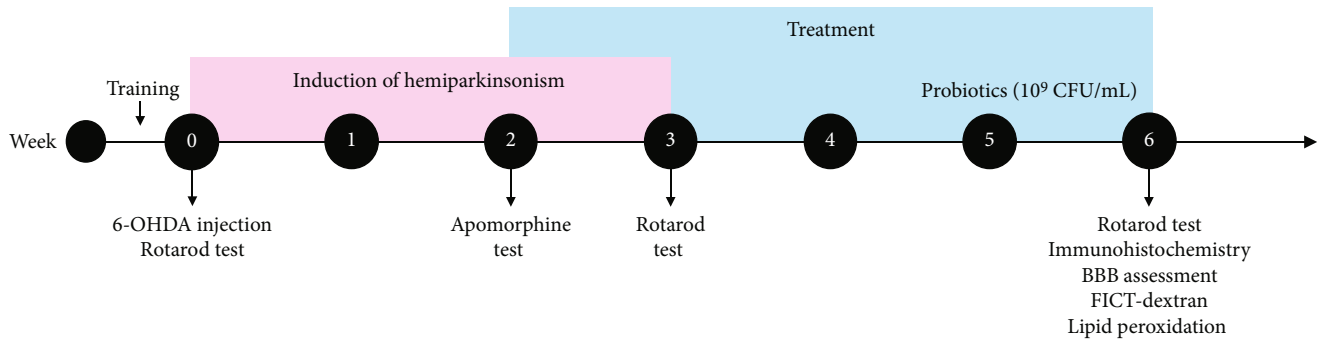 Treatment
Induction of hemiparkinsonism
Training
Probiotics (10⁹ CFU/mL)
Week
0
1
2
3
4
5
6
6-OHDA injection
Rotarod test
Apomorphine
test
Rotarod
test
Rotarod test
Immunohistochemistry
BBB assessment
FICT-dextran
Lipid peroxidation